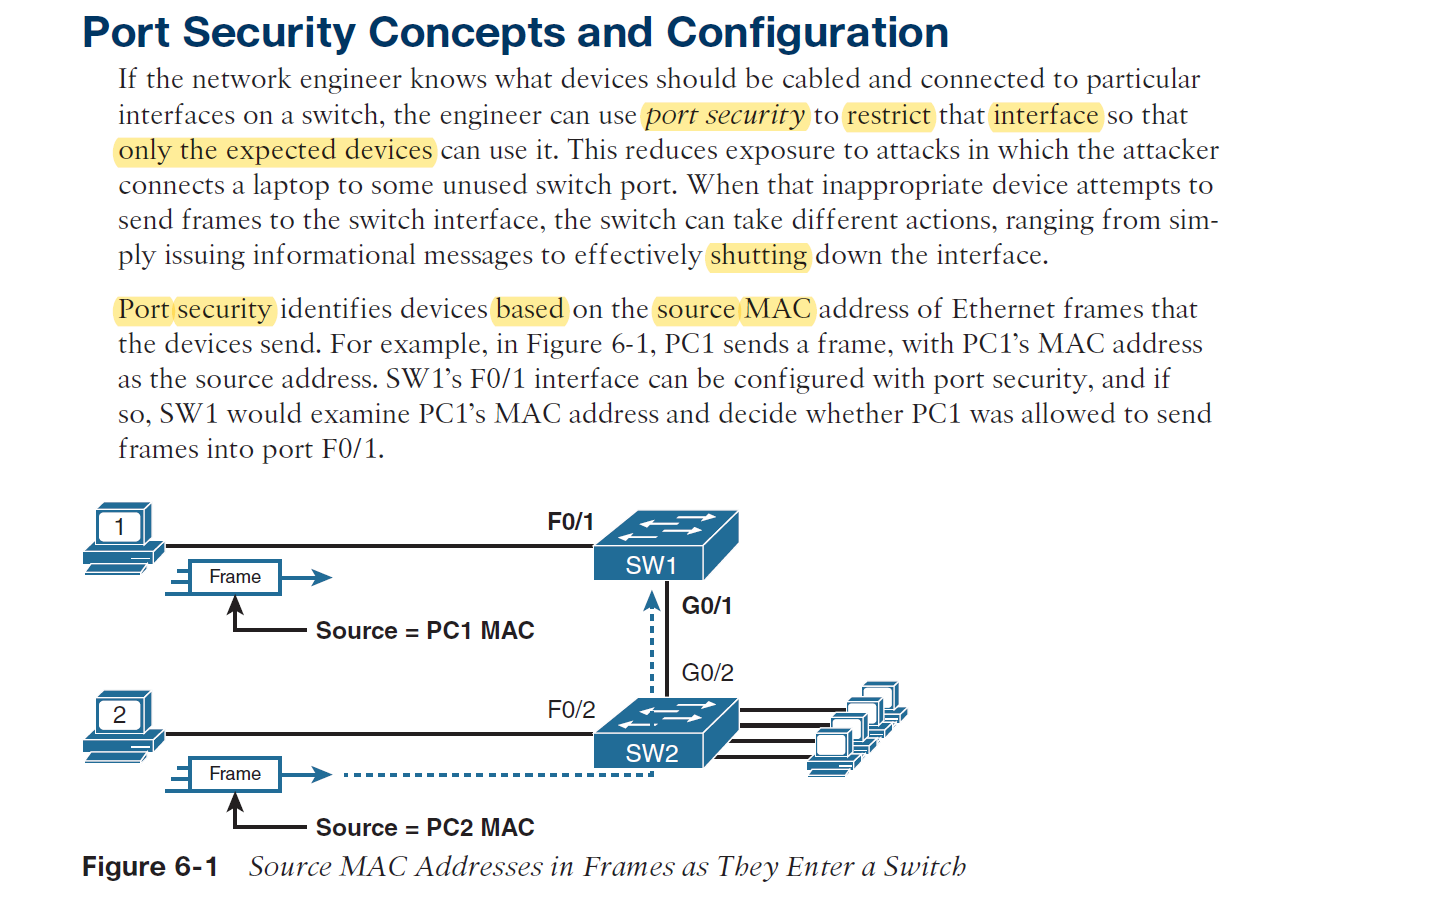 Port Security Concepts and Configuration
If the network engineer knows what devices should be cabled and connected to particular
interfaces on a switch, the engineer can use port security to restrict that interface so that
only the expected devices can use it. This reduces exposure to attacks in which the attacker
connects a laptop to some unused switch port. When that inappropriate device attempts to
send frames to the switch interface, the switch can take different actions, ranging from sim-
ply issuing informational messages to effectively shutting down the interface.
Port security identifies devices based on the source MAC address of Ethernet frames that
the devices send. For example, in Figure 6-1, PC1 sends a frame, with PC1’s MAC address
as the source address. SW1’s F0/1 interface can be configured with port security, and if
so, SW1 would examine PC1’s MAC address and decide whether PC1 was allowed to send
frames into port F0/1.
1
F0/1
SW1
Frame
G0/1
Source = PC1 MAC
G0/2
2
F0/2
SW2
Frame
Source = PC2 MAC
Figure 6-1 Source MAC Addresses in Frames as They Enter a Switch